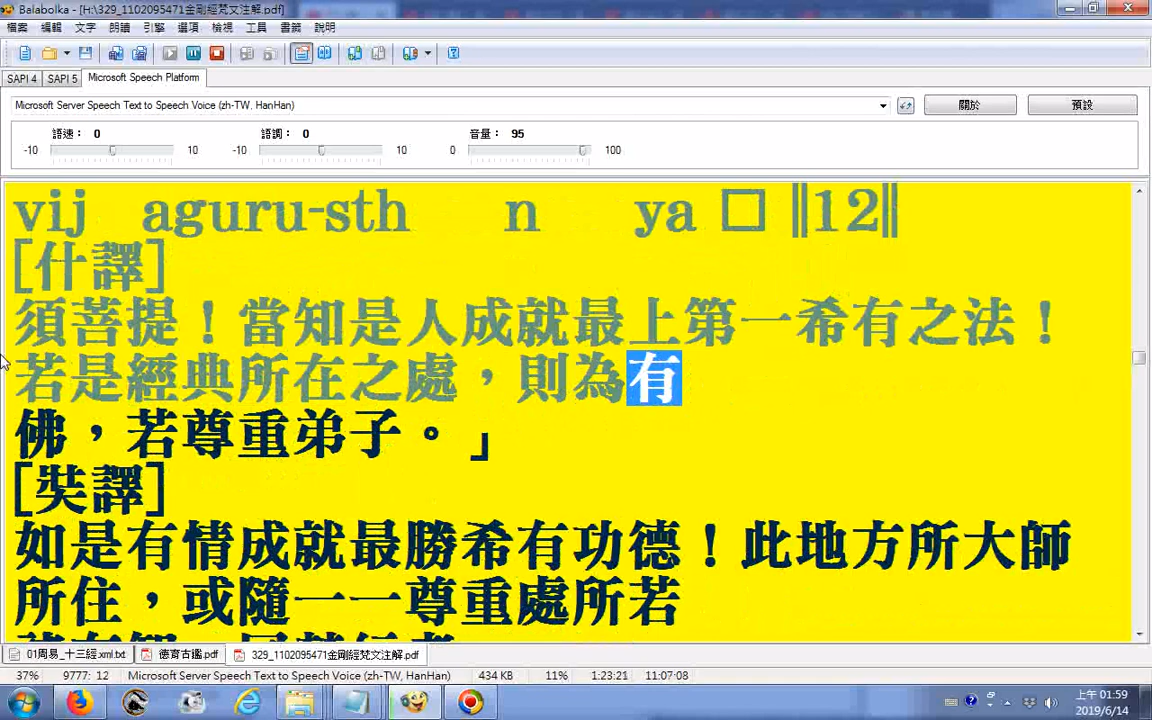 Balabolka - [H:\329_1102095471金剛經梵文注解.pdf]
檔案 編輯 文字 朗讀 引擎 選項 檢視 工具 書籤 說明
SAPI 4 SAPI 5 Microsoft Speech Platform
Microsoft Server Speech Text to Speech Voice (zh-TW, HanHan) 關於 預設
語速： 0 語調： 0 音量： 95
-10 10 -10 10 0 100
vij aguru-sth n ya □ ‖12‖
[什譯]
須菩提！當知是人成就最上第一希有之法！
若是經典所在之處，則為有
佛，若尊重弟子。」
[奘譯]
如是有情成就最勝希有功德！此地方所大師
所住，或隨一一尊重處所若
01周易_十三經.xml.txt 德育古鑑.pdf 329_1102095471金剛經梵文注解.pdf
37% 9777: 12 Microsoft Server Speech Text to Speech Voice (zh-TW, HanHan) 434 KB 11% 1:23:21 11:07:08
上午 01:59
2019/6/14